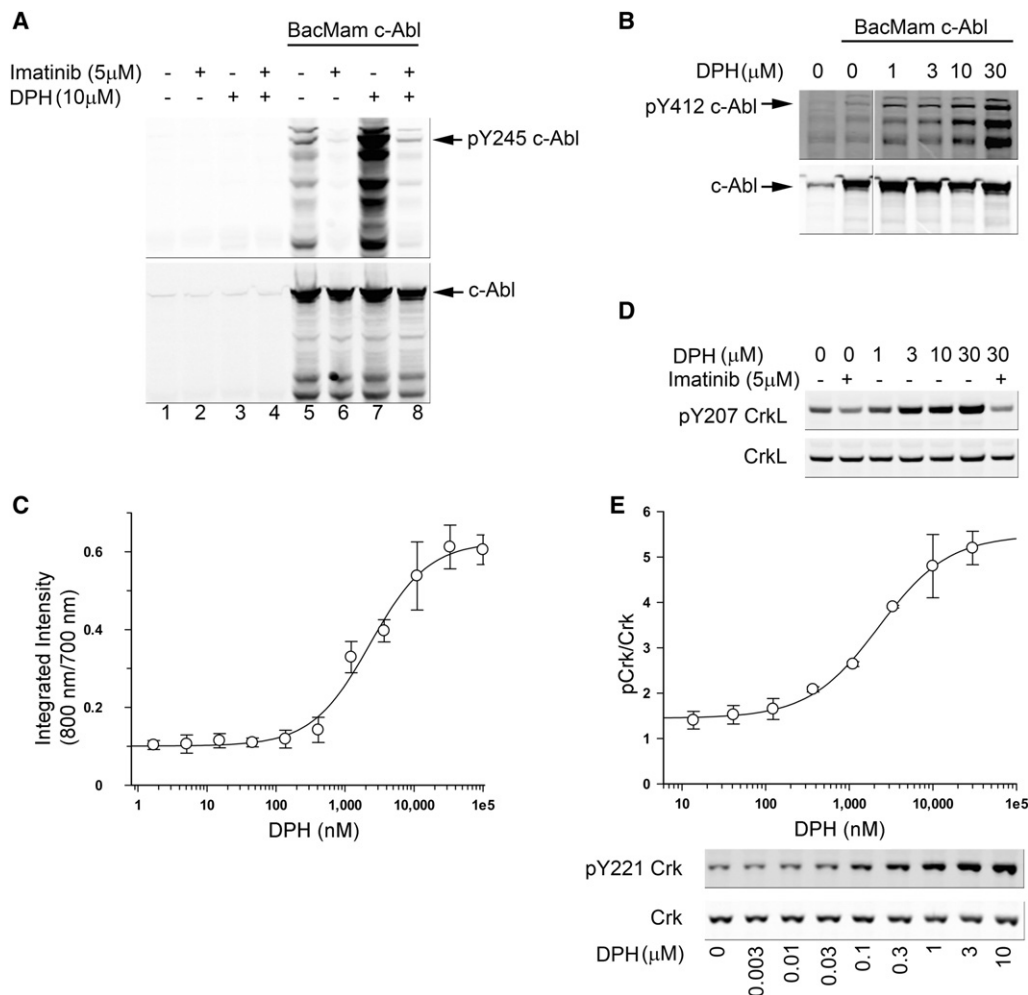 A
BacMam c-Abl
Imatinib (5μM) - + - + - + - +
DPH (10μM) - - + + - - + +
pY245 c-Abl
c-Abl
1 2 3 4 5 6 7 8
B
BacMam c-Abl
DPH (μM) 0 0 1 3 10 30
pY412 c-Abl
c-Abl
D
DPH (μM) 0 0 1 3 10 30 30
Imatinib (5μM) - + - - - - +
pY207 CrkL
CrkL
C
Integrated Intensity
(800 nm/700 nm)
0.6
0.4
0.2
0
1 10 100 1,000 10,000 1e5
DPH (nM)
E
pCrk/Crk
6
5
4
3
2
1
0
10 100 1,000 10,000 1e5
DPH (nM)
pY221 Crk
Crk
DPH (μM) 0 0.003 0.01 0.03 0.1 0.3 1 3 10